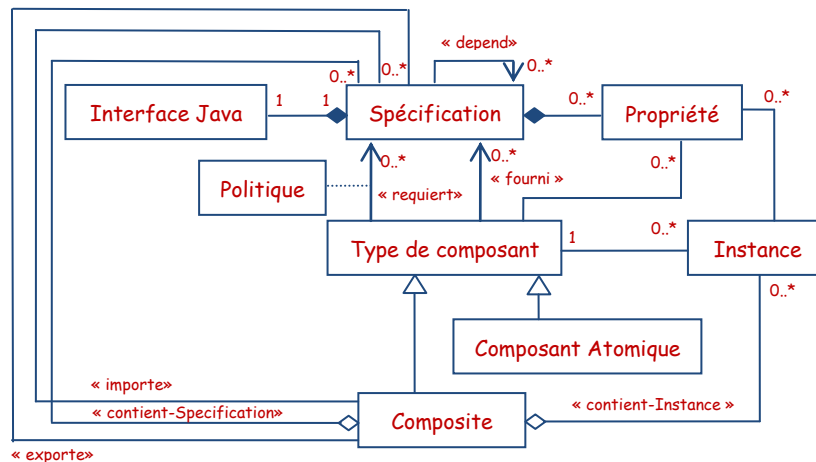 « depend»
0..*
0..*
0..*
Interface Java
1
1
Spécification
0..*
Propriété
0..*
0..*
0..*
0..*
Politique
« requiert»
« fourni »
Type de composant
1
0..*
Instance
0..*
Composant Atomique
« importe»
« contient-Specification»
Composite
« contient-Instance »
« exporte»